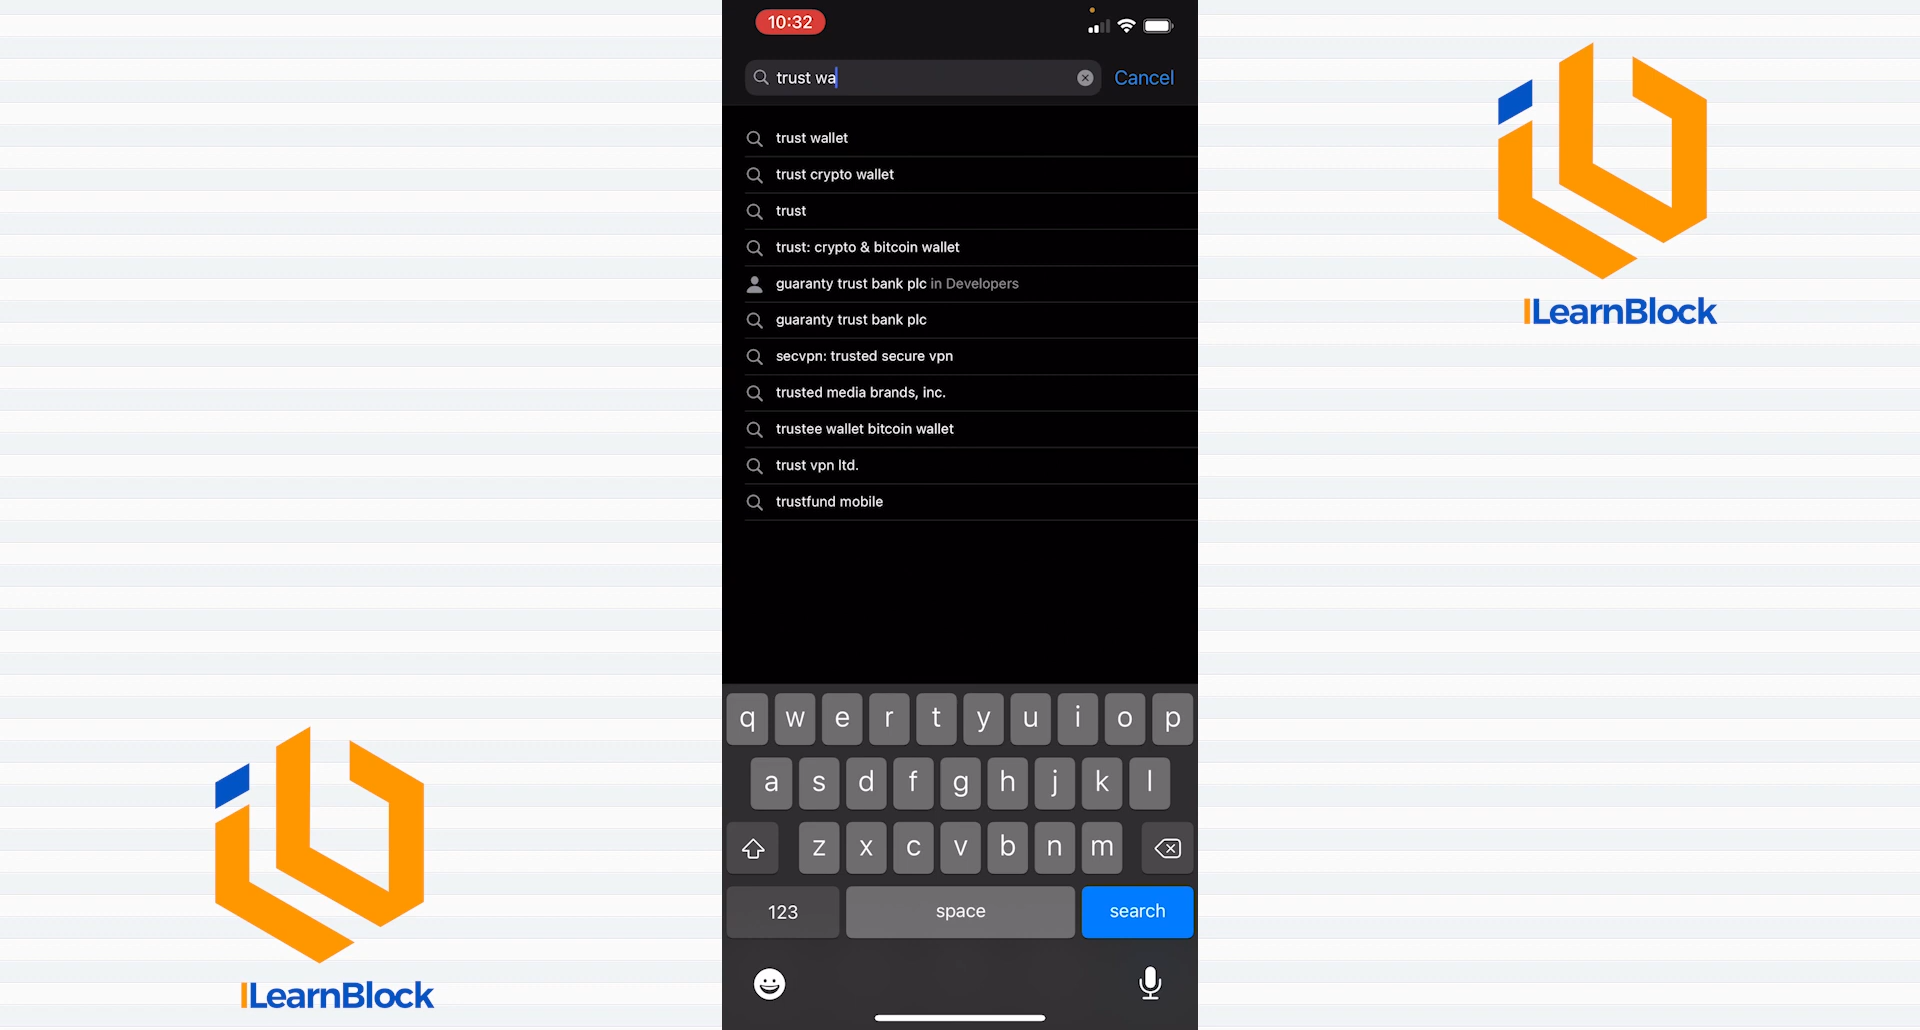 10:32
trust wa
Cancel
trust wallet
trust crypto wallet
trust
trust: crypto & bitcoin wallet
guaranty trust bank plc in Developers
guaranty trust bank plc
secvpn: trusted secure vpn
trusted media brands, inc.
trustee wallet bitcoin wallet
trust vpn ltd.
trustfund mobile
q w e r t y u i o p
a s d f g h j k l
z x c v b n m
123 space search
ILearnBlock
ILearnBlock